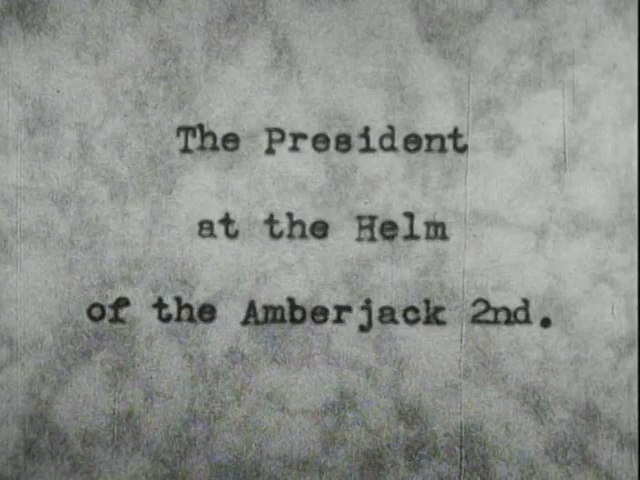 The President
at the Helm
of the Amberjack 2nd.